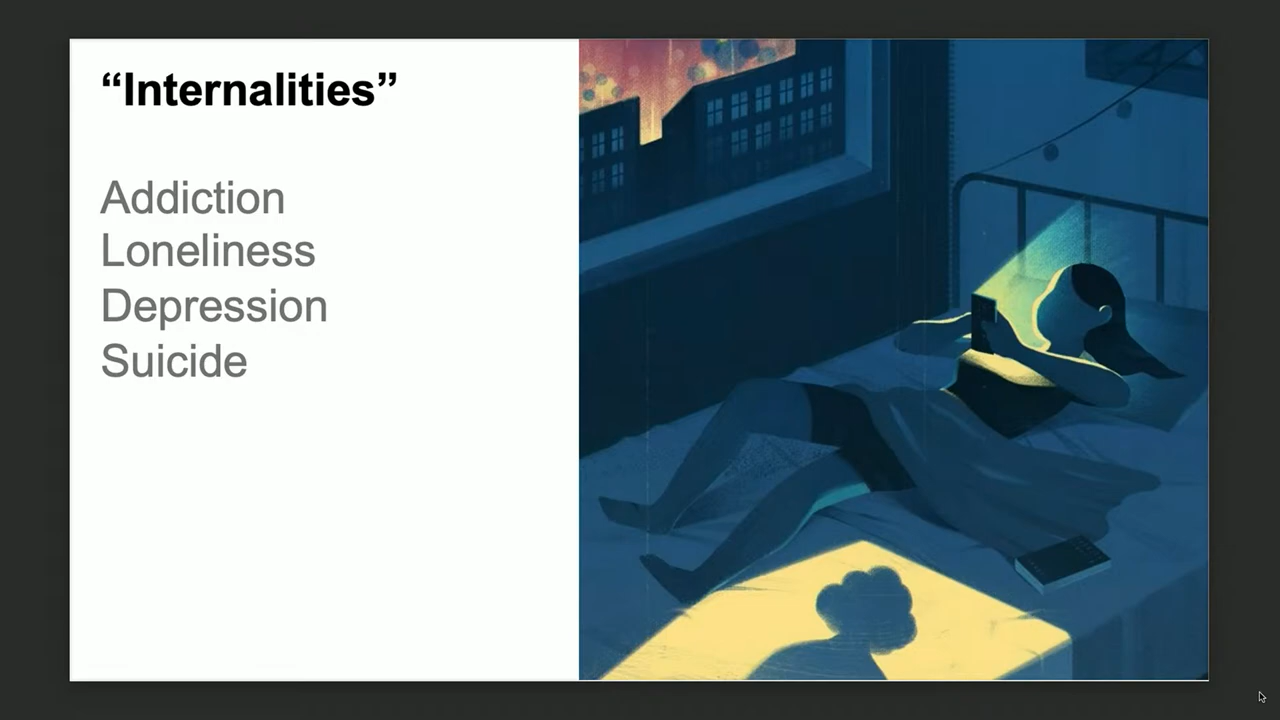 “Internalities”
Addiction
Loneliness
Depression
Suicide